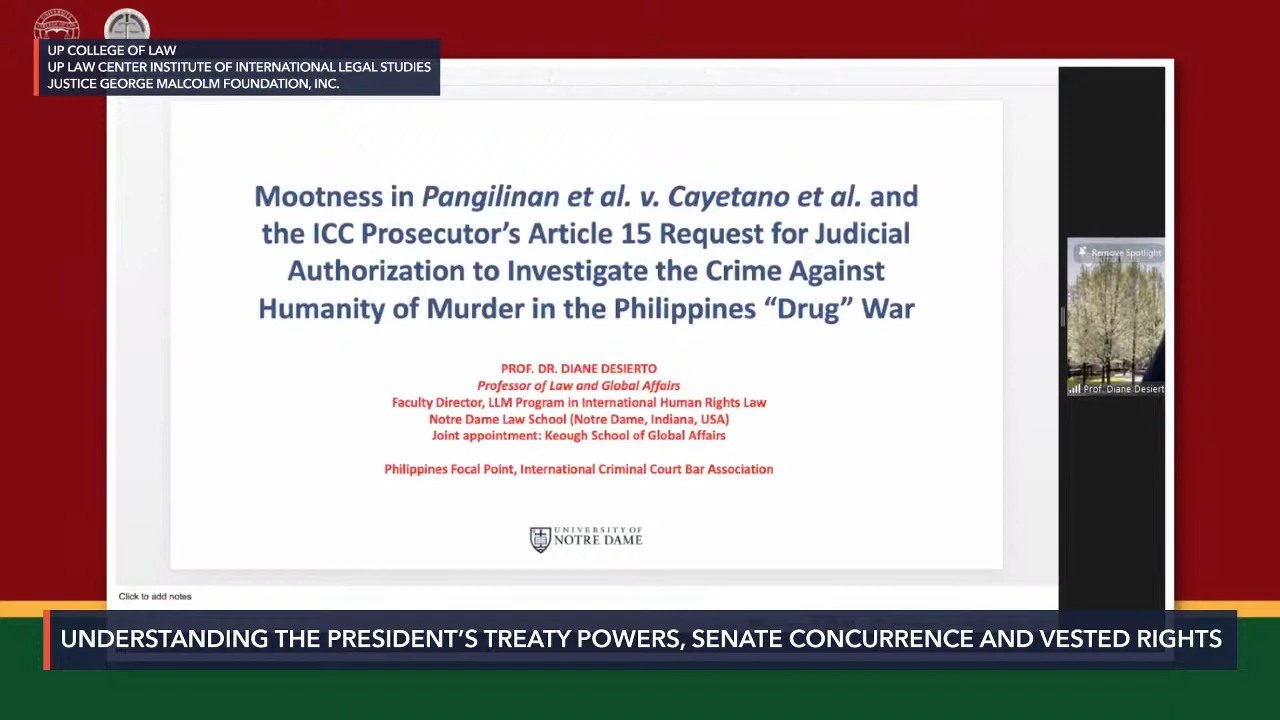 UP COLLEGE OF LAW
UP LAW CENTER INSTITUTE OF INTERNATIONAL LEGAL STUDIES
JUSTICE GEORGE MALCOLM FOUNDATION, INC.
Mootness in Pangilinan et al. v. Cayetano et al. and
the ICC Prosecutor's Article 15 Request for Judicial
Authorization to Investigate the Crime Against
Humanity of Murder in the Philippines “Drug” War
PROF. DR. DIANE DESIERTO
Professor of Law and Global Affairs
Faculty Director, LLM Program in International Human Rights Law
Notre Dame Law School (Notre Dame, Indiana, USA)
Joint appointment: Keough School of Global Affairs
Philippines Focal Point, International Criminal Court Bar Association
UNIVERSITY OF
NOTRE DAME
Remove Spotlight
Prof. Diane Desiert
Click to add notes
UNDERSTANDING THE PRESIDENT'S TREATY POWERS, SENATE CONCURRENCE AND VESTED RIGHTS